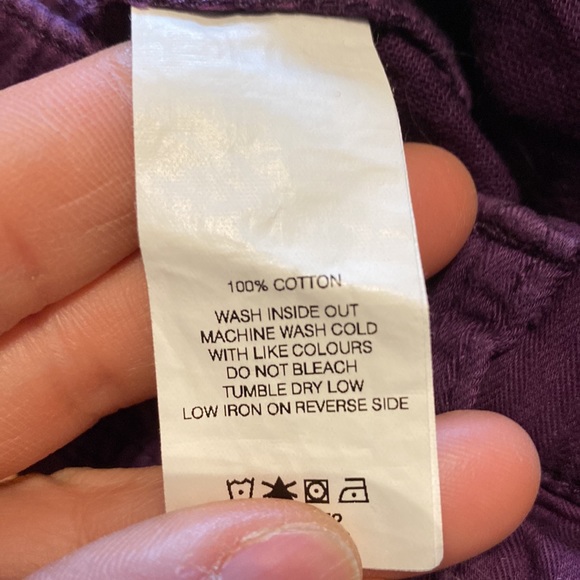 100% COTTON
WASH INSIDE OUT
MACHINE WASH COLD
WITH LIKE COLOURS
DO NOT BLEACH
TUMBLE DRY LOW
LOW IRON ON REVERSE SIDE